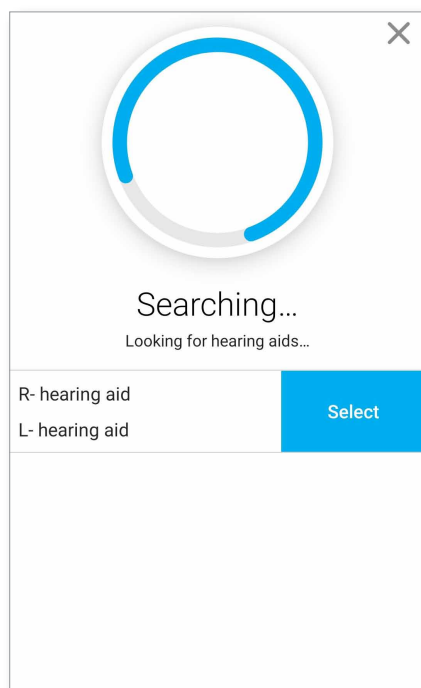 Searching...
Looking for hearing aids...
R- hearing aid
L- hearing aid
Select